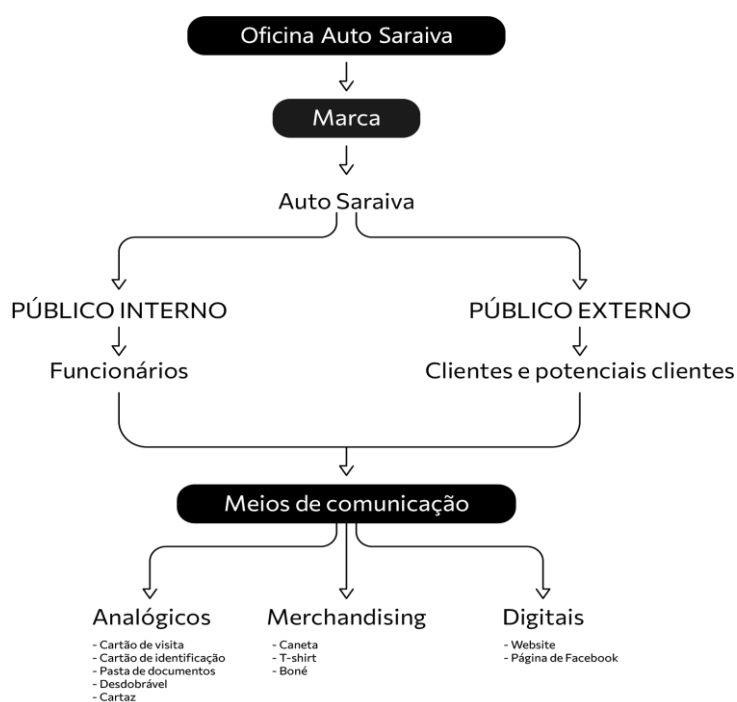 Oficina Auto Saraiva
Marca
Auto Saraiva
PÚBLICO INTERNO
PÚBLICO EXTERNO
Funcionários
Clientes e potenciais clientes
Meios de comunicação
Analógicos
- Cartão de visita
- Cartão de identificação
- Pasta de documentos
- Desdobrável
- Cartaz
Merchandising
- Caneta
- T-shirt
- Boné
Digitais
- Website
- Página de Facebook